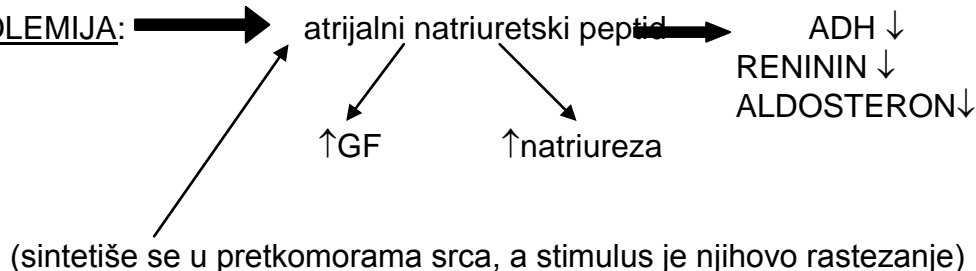 OLEMIJA: atrijalni natriuretski peptid ADH ↓
RENININ ↓
ALDOSTERON↓
↑GF ↑natriureza
(sintetiše se u pretkomorama srca, a stimulus je njihovo rastezanje)